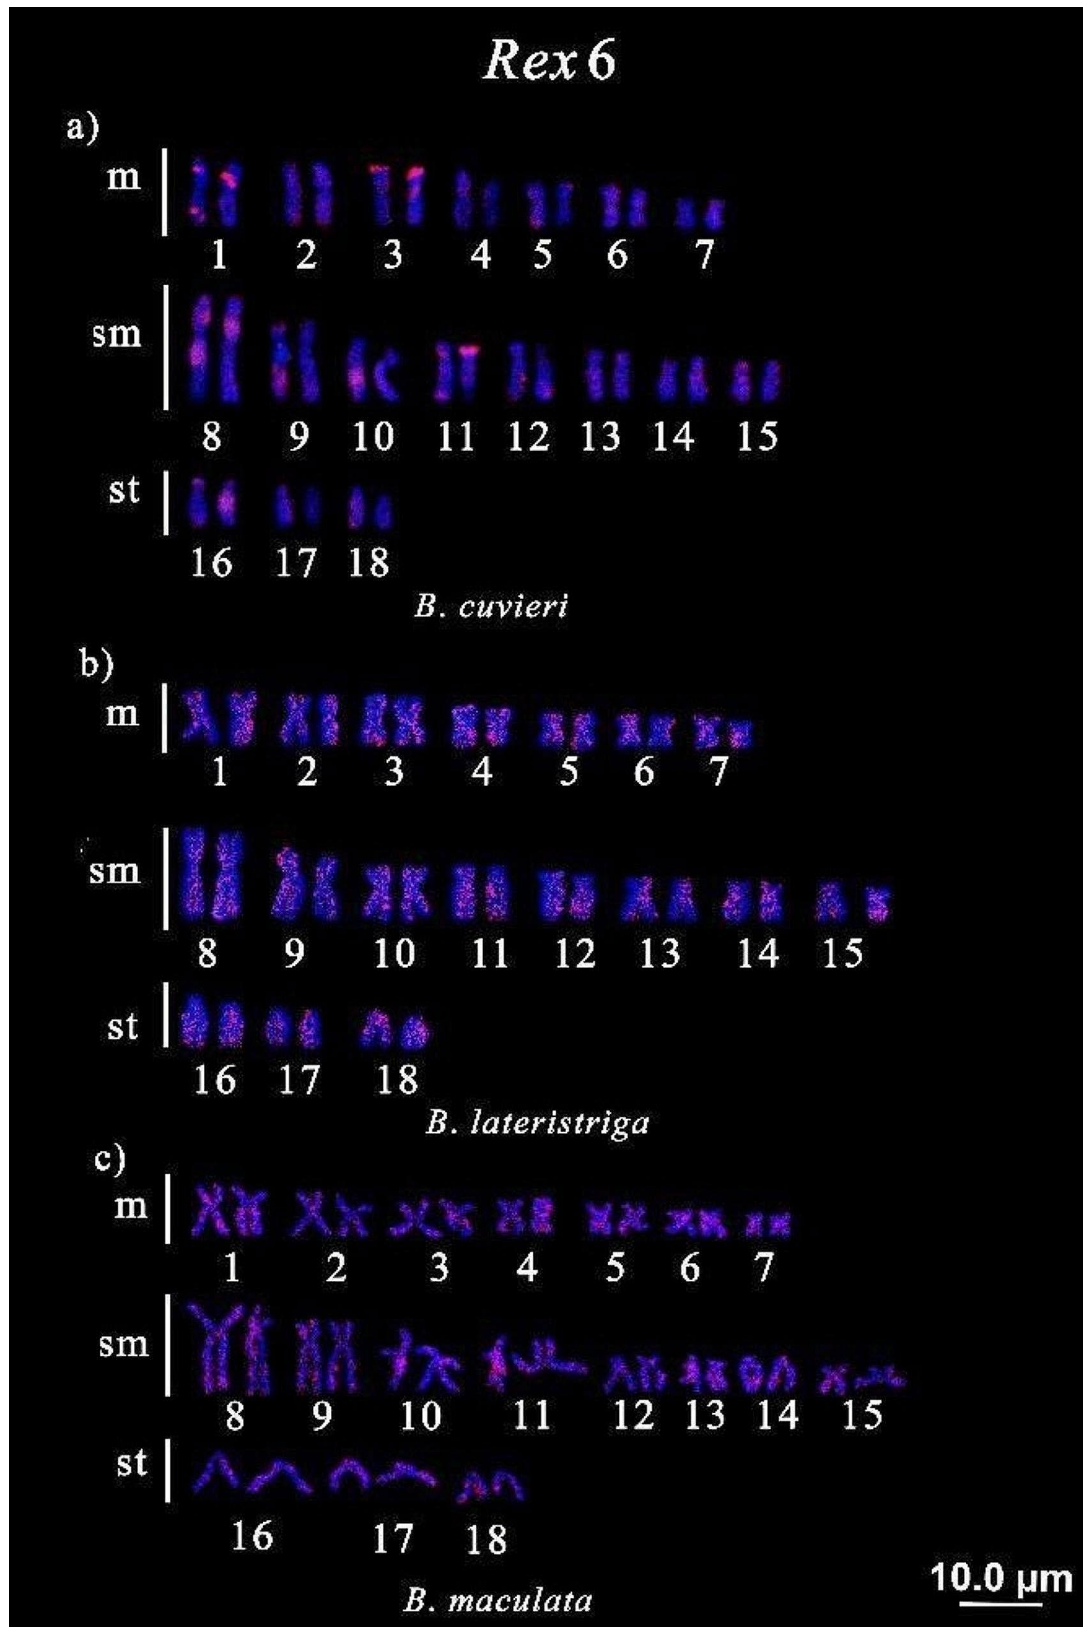 Rex 6
a)
m
1 2 3 4 5 6 7
sm
8 9 10 11 12 13 14 15
st
16 17 18
B. cuvieri
b)
m
1 2 3 4 5 6 7
sm
8 9 10 11 12 13 14 15
st
16 17 18
B. lateristriga
c)
m
1 2 3 4 5 6 7
sm
8 9 10 11 12 13 14 15
st
16 17 18
10.0 µm
B. maculata